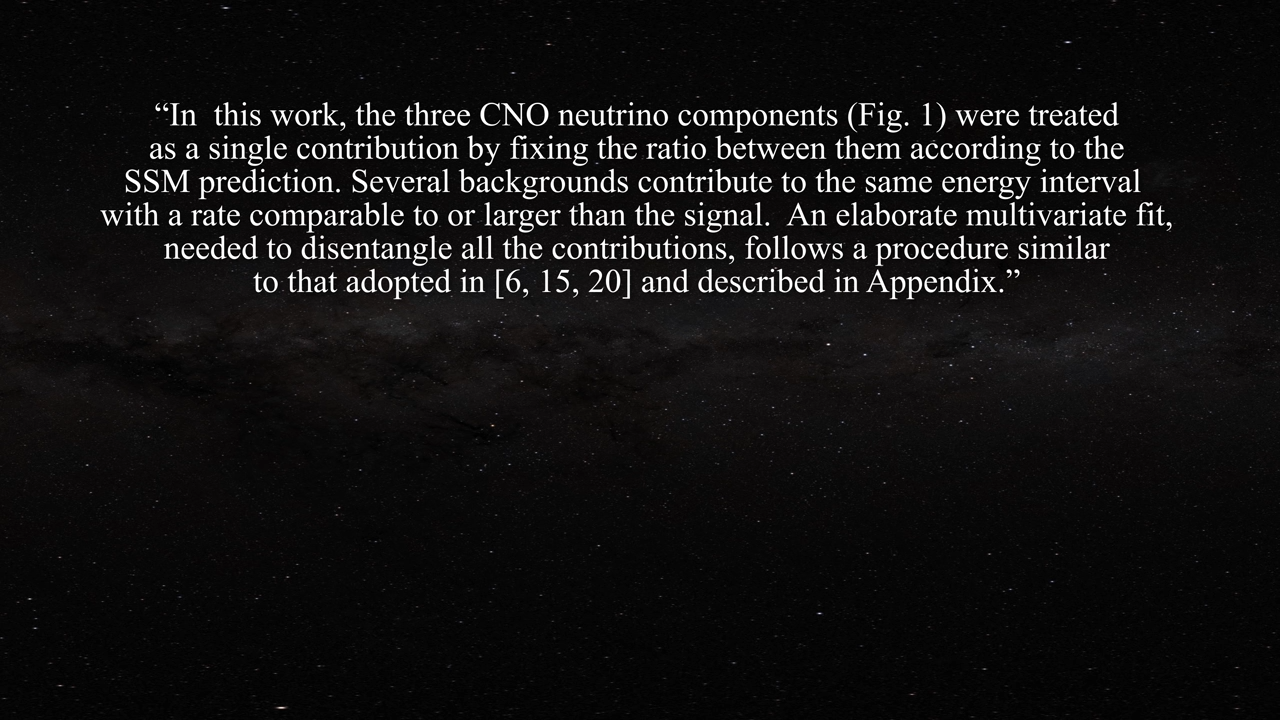 “In  this work, the three CNO neutrino components (Fig. 1) were treated
as a single contribution by fixing the ratio between them according to the
SSM prediction. Several backgrounds contribute to the same energy interval
with a rate comparable to or larger than the signal.  An elaborate multivariate fit,
needed to disentangle all the contributions, follows a procedure similar
to that adopted in [6, 15, 20] and described in Appendix.”